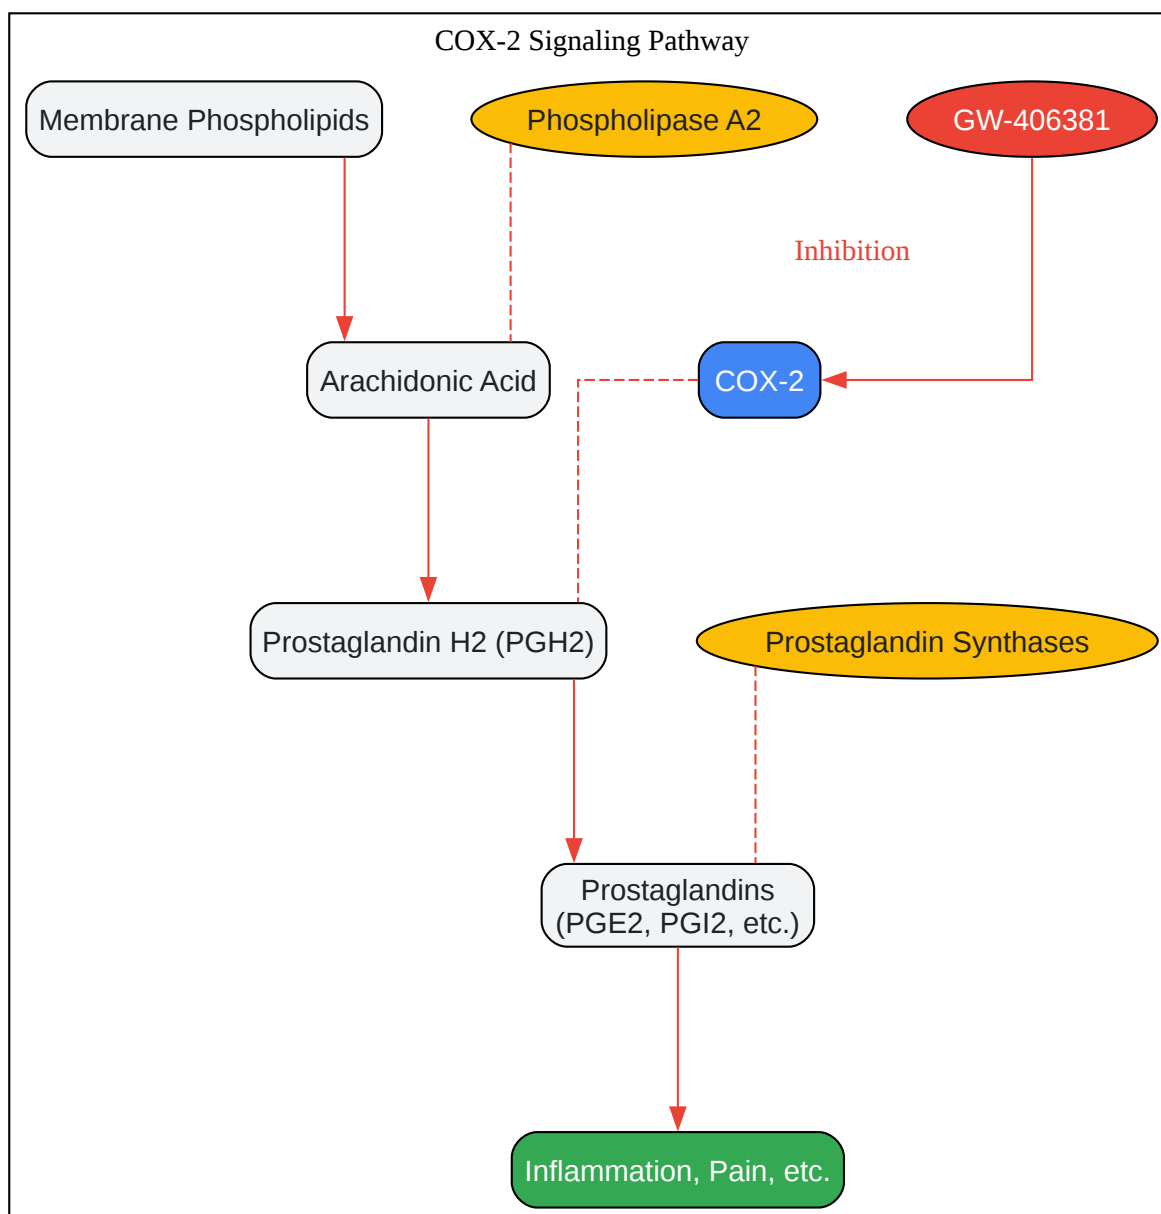 COX-2 Signaling Pathway
Membrane Phospholipids
Phospholipase A2
GW-406381
Inhibition
Arachidonic Acid
COX-2
Prostaglandin H2 (PGH2)
Prostaglandin Synthases
Prostaglandins
(PGE2, PGI2, etc.)
Inflammation, Pain, etc.